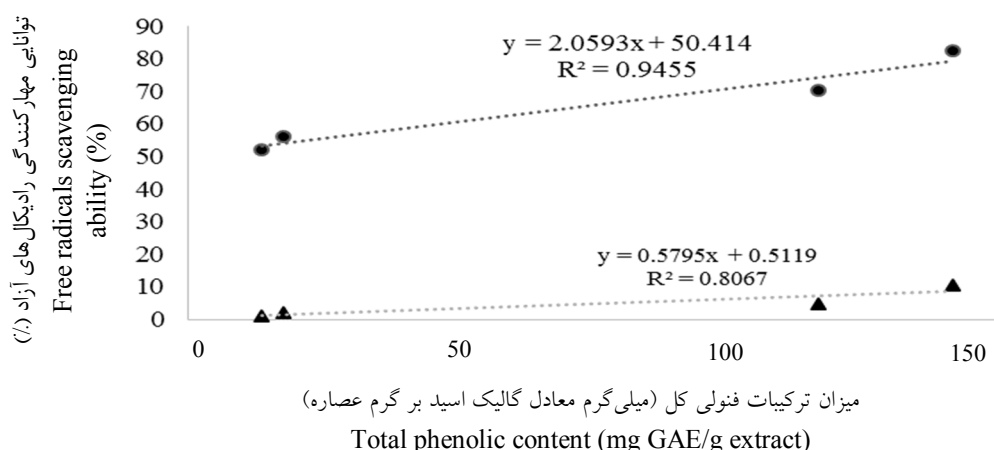 توانایی مهارکنندگی رادیکال‌های آزاد (٪)
Free radicals scavenging
ability (%)
90
80
70
60
50
40
30
20
10
0
y = 2.0593x + 50.414
R² = 0.9455
y = 0.5795x + 0.5119
R² = 0.8067
0 50 100 150
میزان ترکیبات فنولی کل (میلی‌گرم معادل گالیک اسید بر گرم عصاره)
Total phenolic content (mg GAE/g extract)